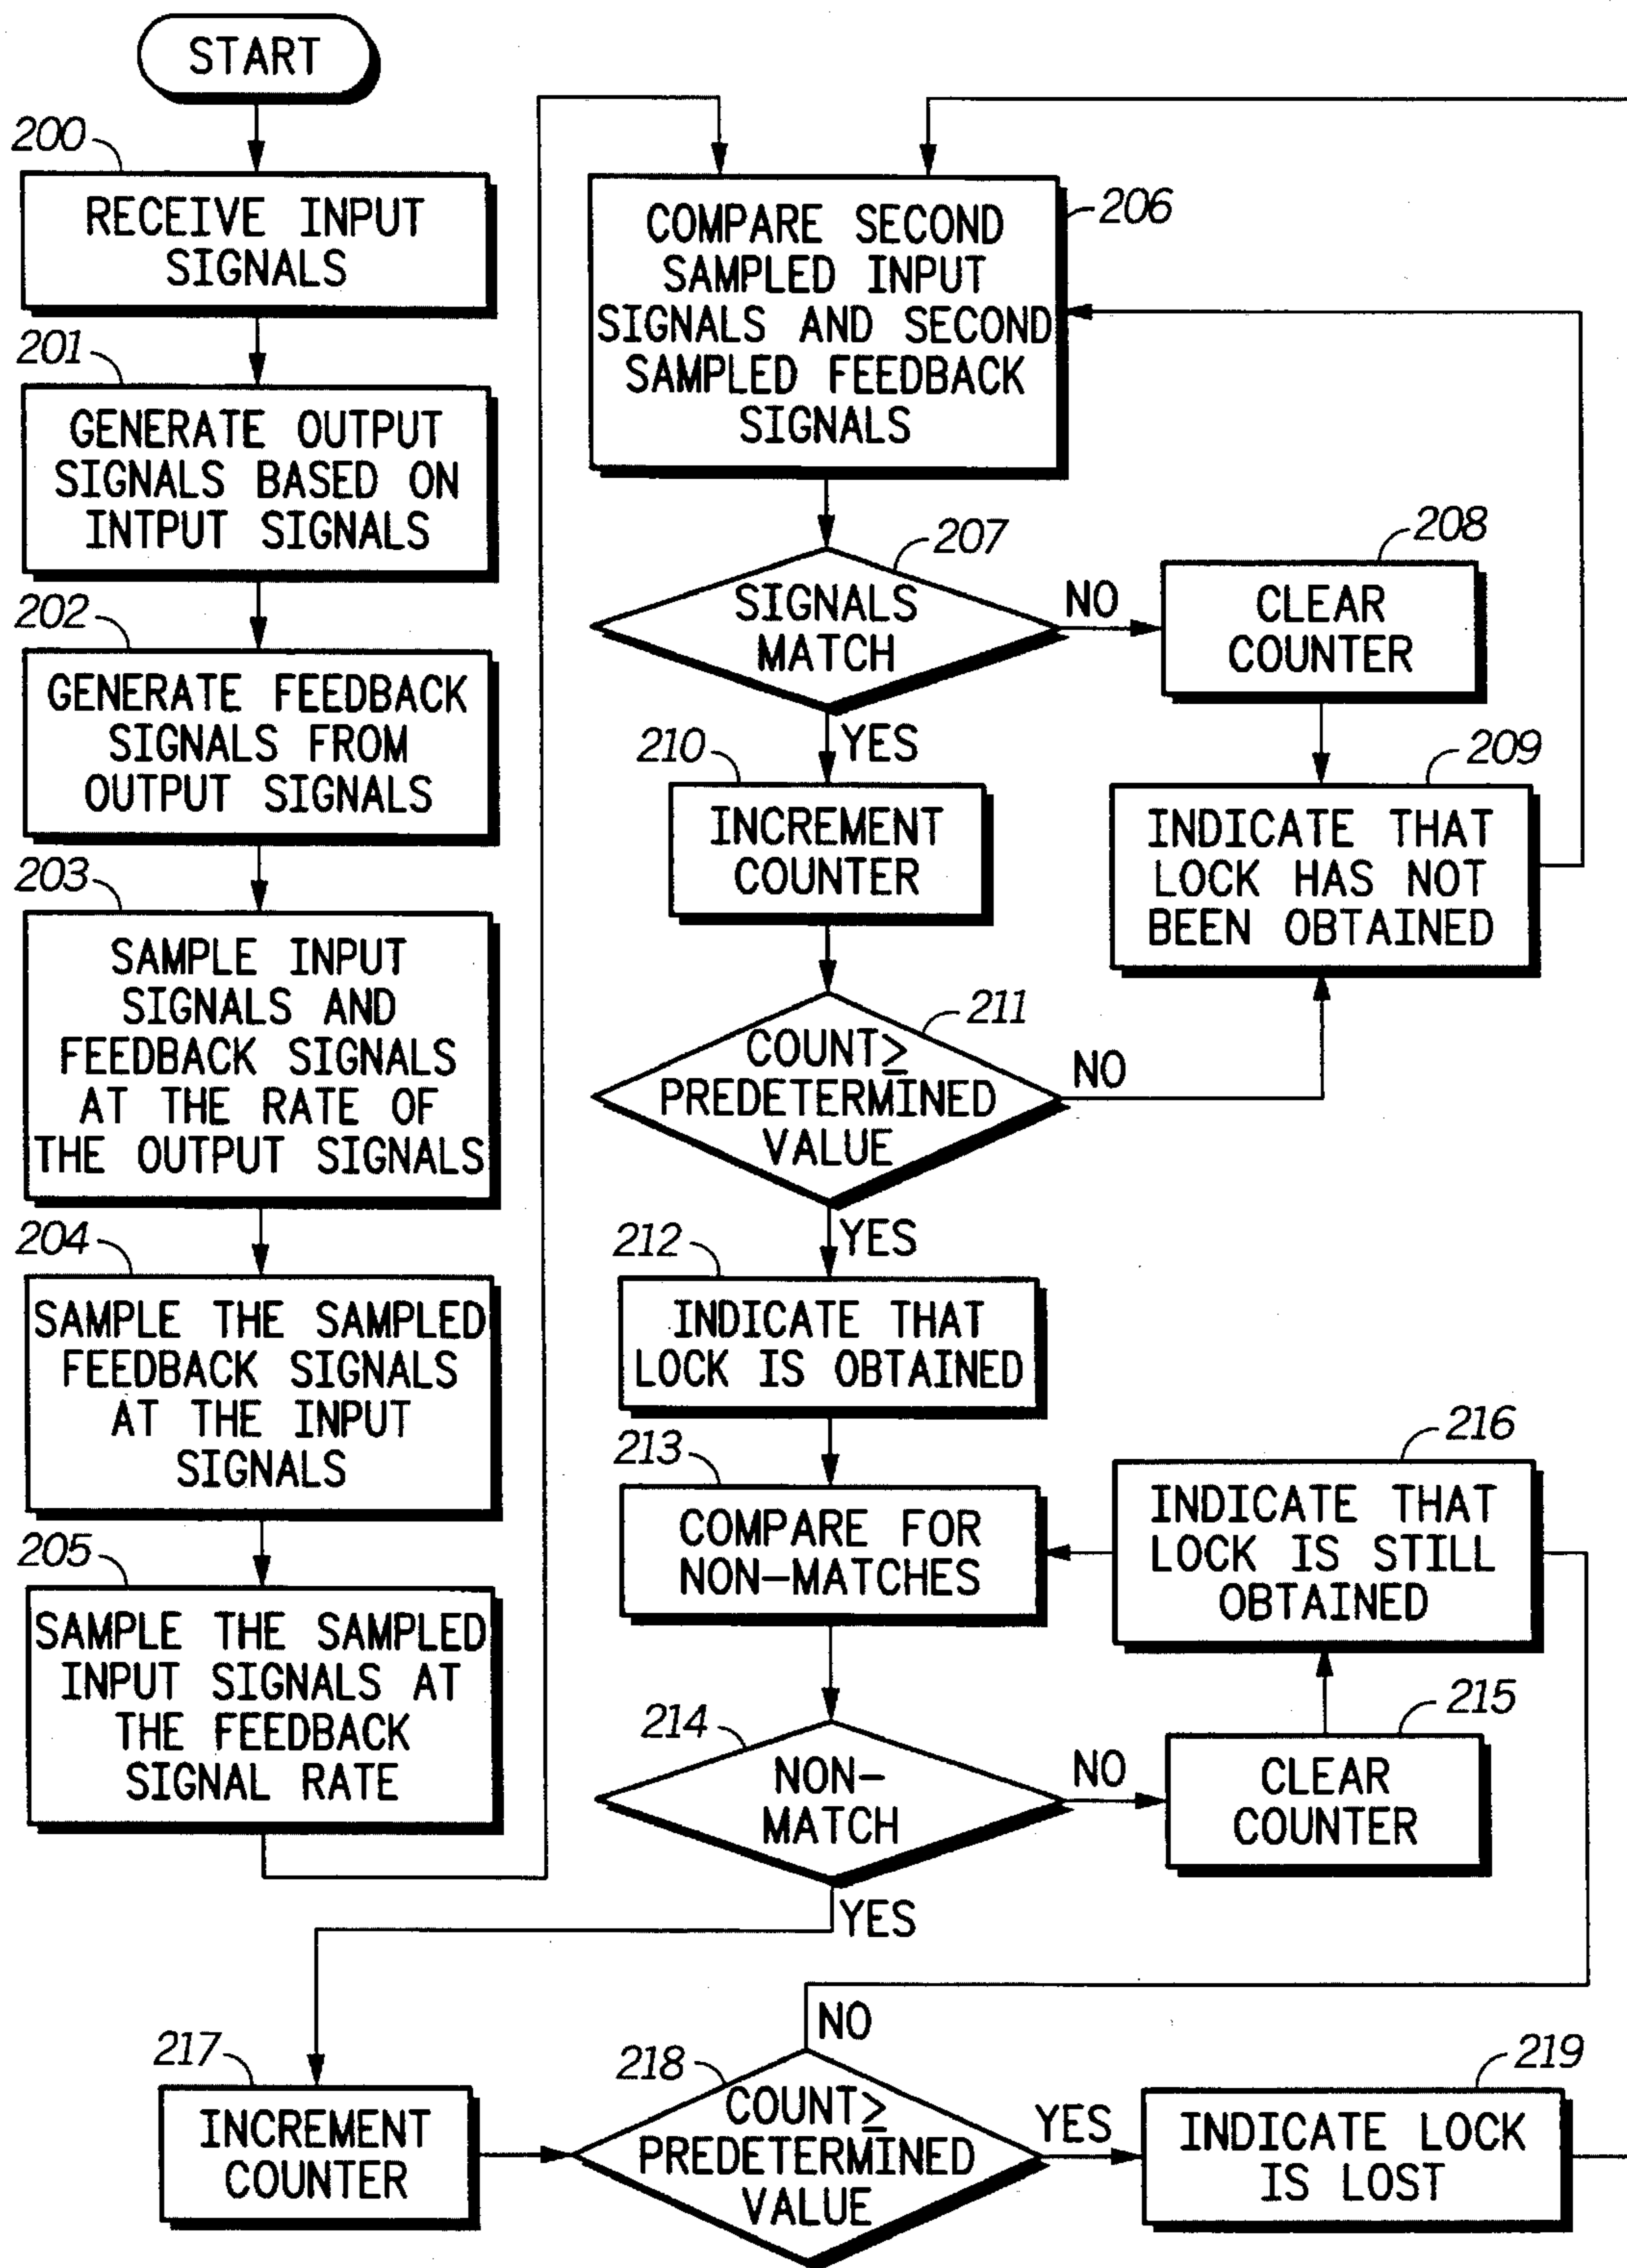 START
200
RECEIVE INPUT
SIGNALS
201
GENERATE OUTPUT
SIGNALS BASED ON
INTPUT SIGNALS
202
GENERATE FEEDBACK
SIGNALS FROM
OUTPUT SIGNALS
203
SAMPLE INPUT
SIGNALS AND
FEEDBACK SIGNALS
AT THE RATE OF
THE OUTPUT SIGNALS
204
SAMPLE THE SAMPLED
FEEDBACK SIGNALS
AT THE INPUT
SIGNALS
205
SAMPLE THE SAMPLED
INPUT SIGNALS AT
THE FEEDBACK
SIGNAL RATE
206
COMPARE SECOND
SAMPLED INPUT
SIGNALS AND SECOND
SAMPLED FEEDBACK
SIGNALS
207
SIGNALS
MATCH
NO
208
CLEAR
COUNTER
209
INDICATE THAT
LOCK HAS NOT
BEEN OBTAINED
YES
210
INCREMENT
COUNTER
211
COUNT≥
PREDETERMINED
VALUE
NO
YES
212
INDICATE THAT
LOCK IS OBTAINED
213
COMPARE FOR
NON-MATCHES
214
NON-
MATCH
NO
215
CLEAR
COUNTER
216
INDICATE THAT
LOCK IS STILL
OBTAINED
YES
217
INCREMENT
COUNTER
218
COUNT≥
PREDETERMINED
VALUE
NO
YES
219
INDICATE LOCK
IS LOST